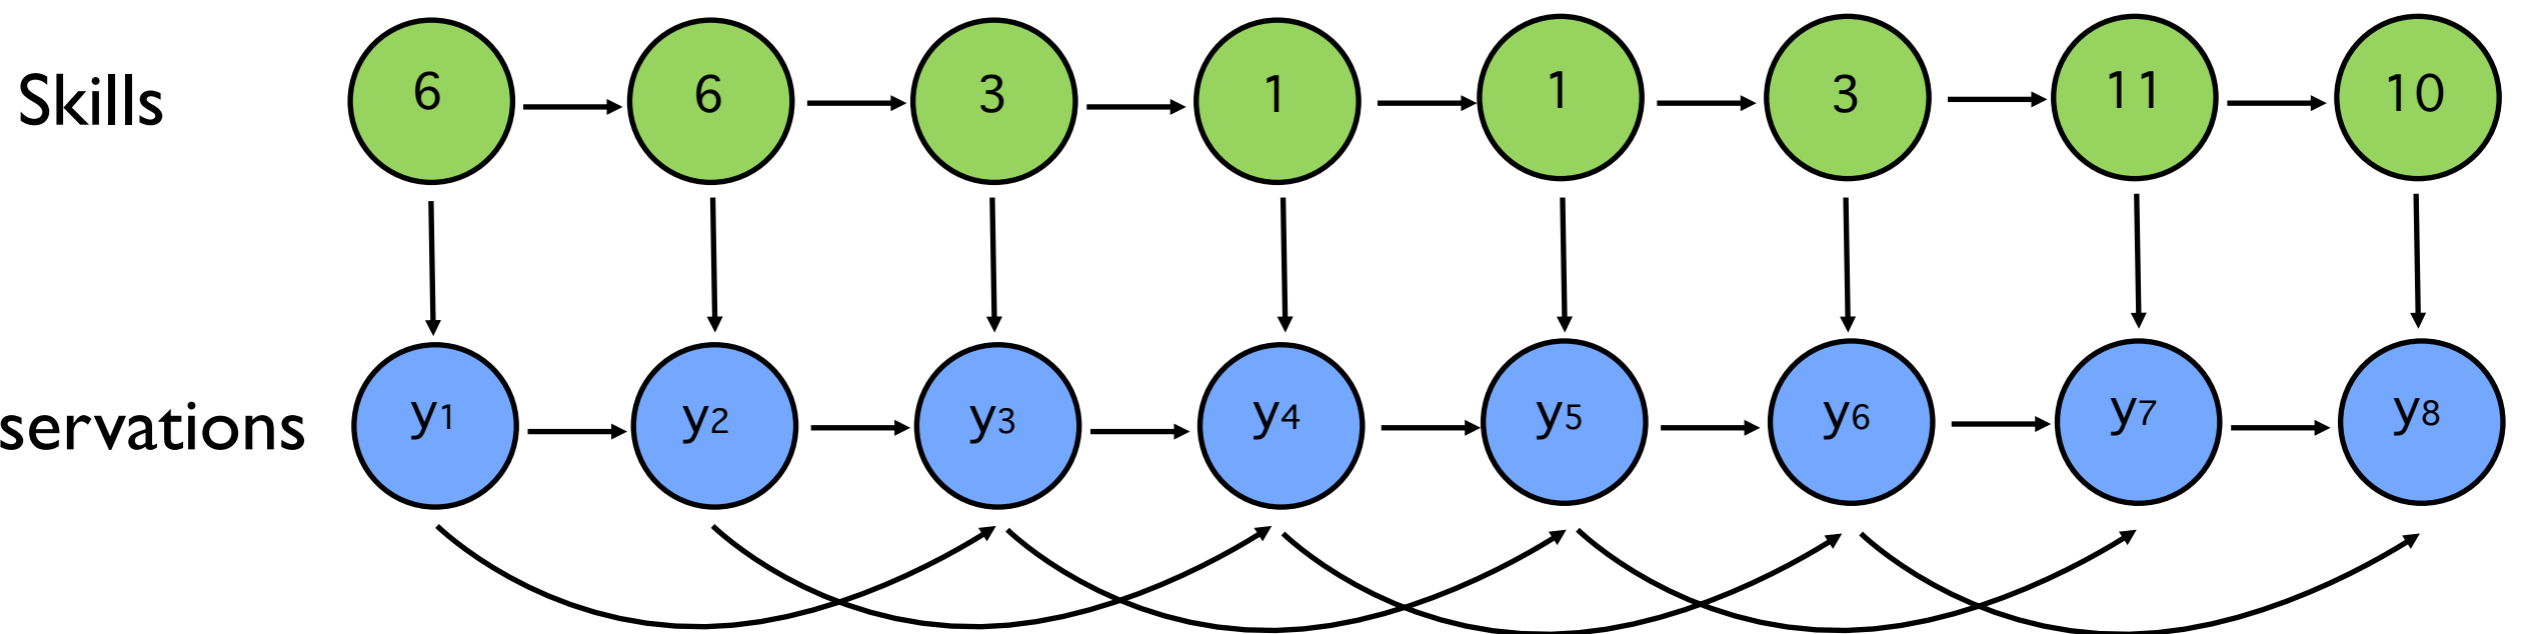 Skills 6 6 3 1 1 3 11 10
servations y1 y2 y3 y4 y5 y6 y7 y8